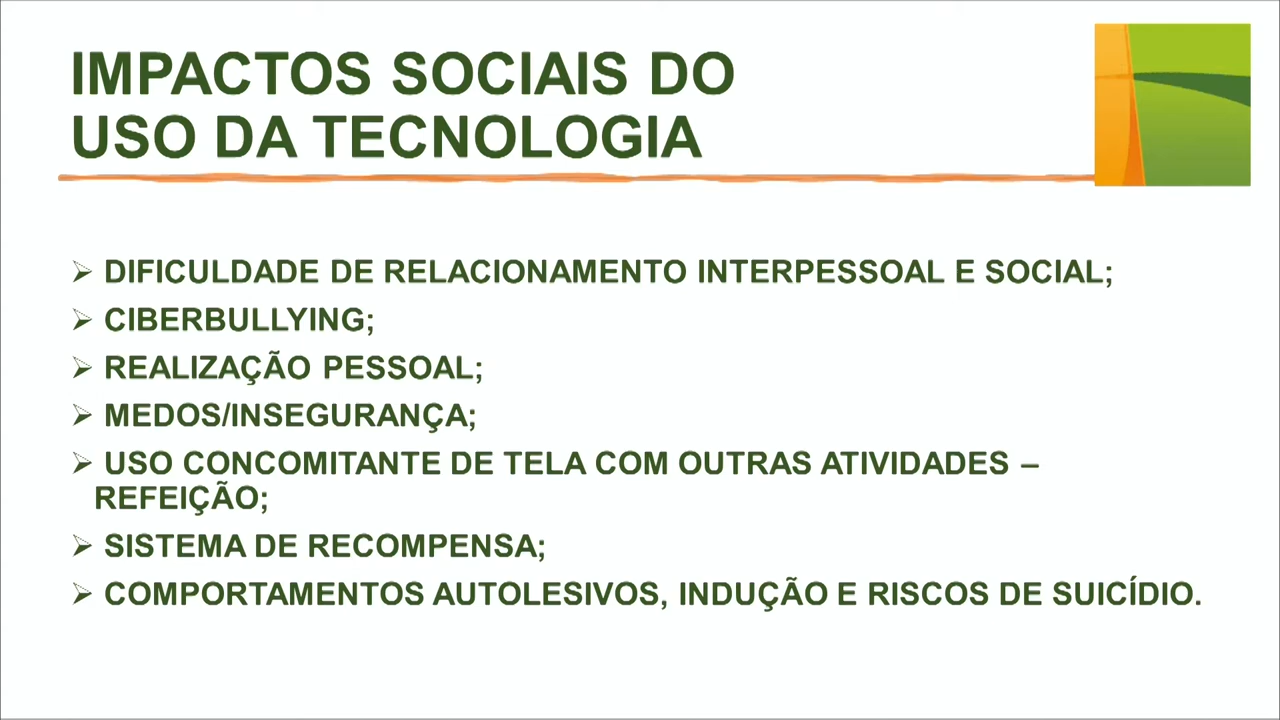 IMPACTOS SOCIAIS DO
USO DA TECNOLOGIA
➢ DIFICULDADE DE RELACIONAMENTO INTERPESSOAL E SOCIAL;
➢ CIBERBULLYING;
➢ REALIZAÇÃO PESSOAL;
➢ MEDOS/INSEGURANÇA;
➢ USO CONCOMITANTE DE TELA COM OUTRAS ATIVIDADES –
REFEIÇÃO;
➢ SISTEMA DE RECOMPENSA;
➢ COMPORTAMENTOS AUTOLESIVOS, INDUÇÃO E RISCOS DE SUICÍDIO.